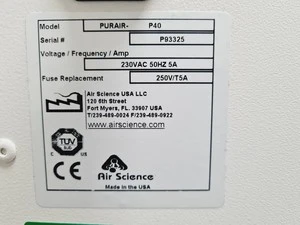 Model PURAIR- P40
Serial # P93325
Voltage / Frequency / Amp
230VAC 50HZ 5A
Fuse Replacement 250V/T5A
Air Science USA LLC
120 6th Street
Fort Myers, FL. 33907 USA
T/239-489-0024 F/239-489-0922
www.airscience.com
TÜV
C US
CE
Air Science
Made in the USA